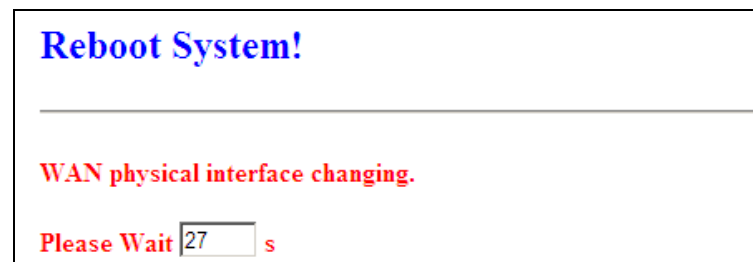 Reboot System!
WAN physical interface changing.
Please Wait 27 s